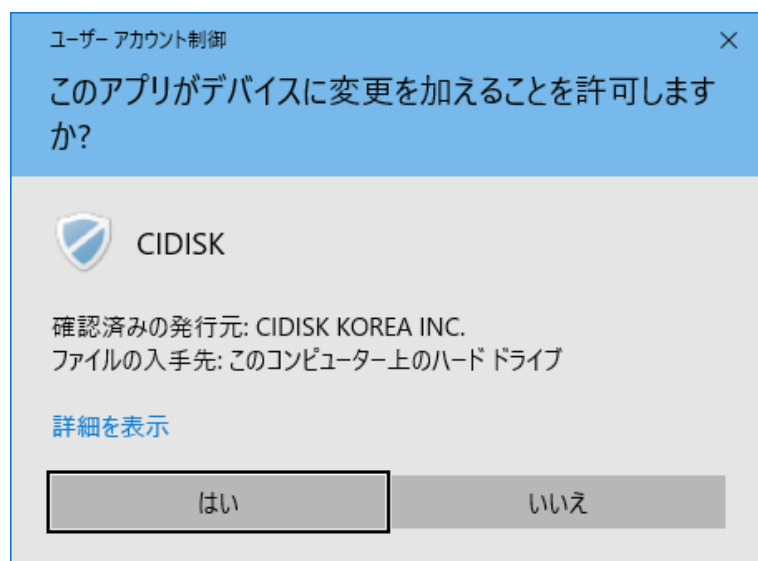 ユーザー アカウント制御
このアプリがデバイスに変更を加えることを許可します
か?
CIDISK
確認済みの発行元: CIDISK KOREA INC.
ファイルの入手先: このコンピューター上のハード ドライブ
詳細を表示
はい
いいえ